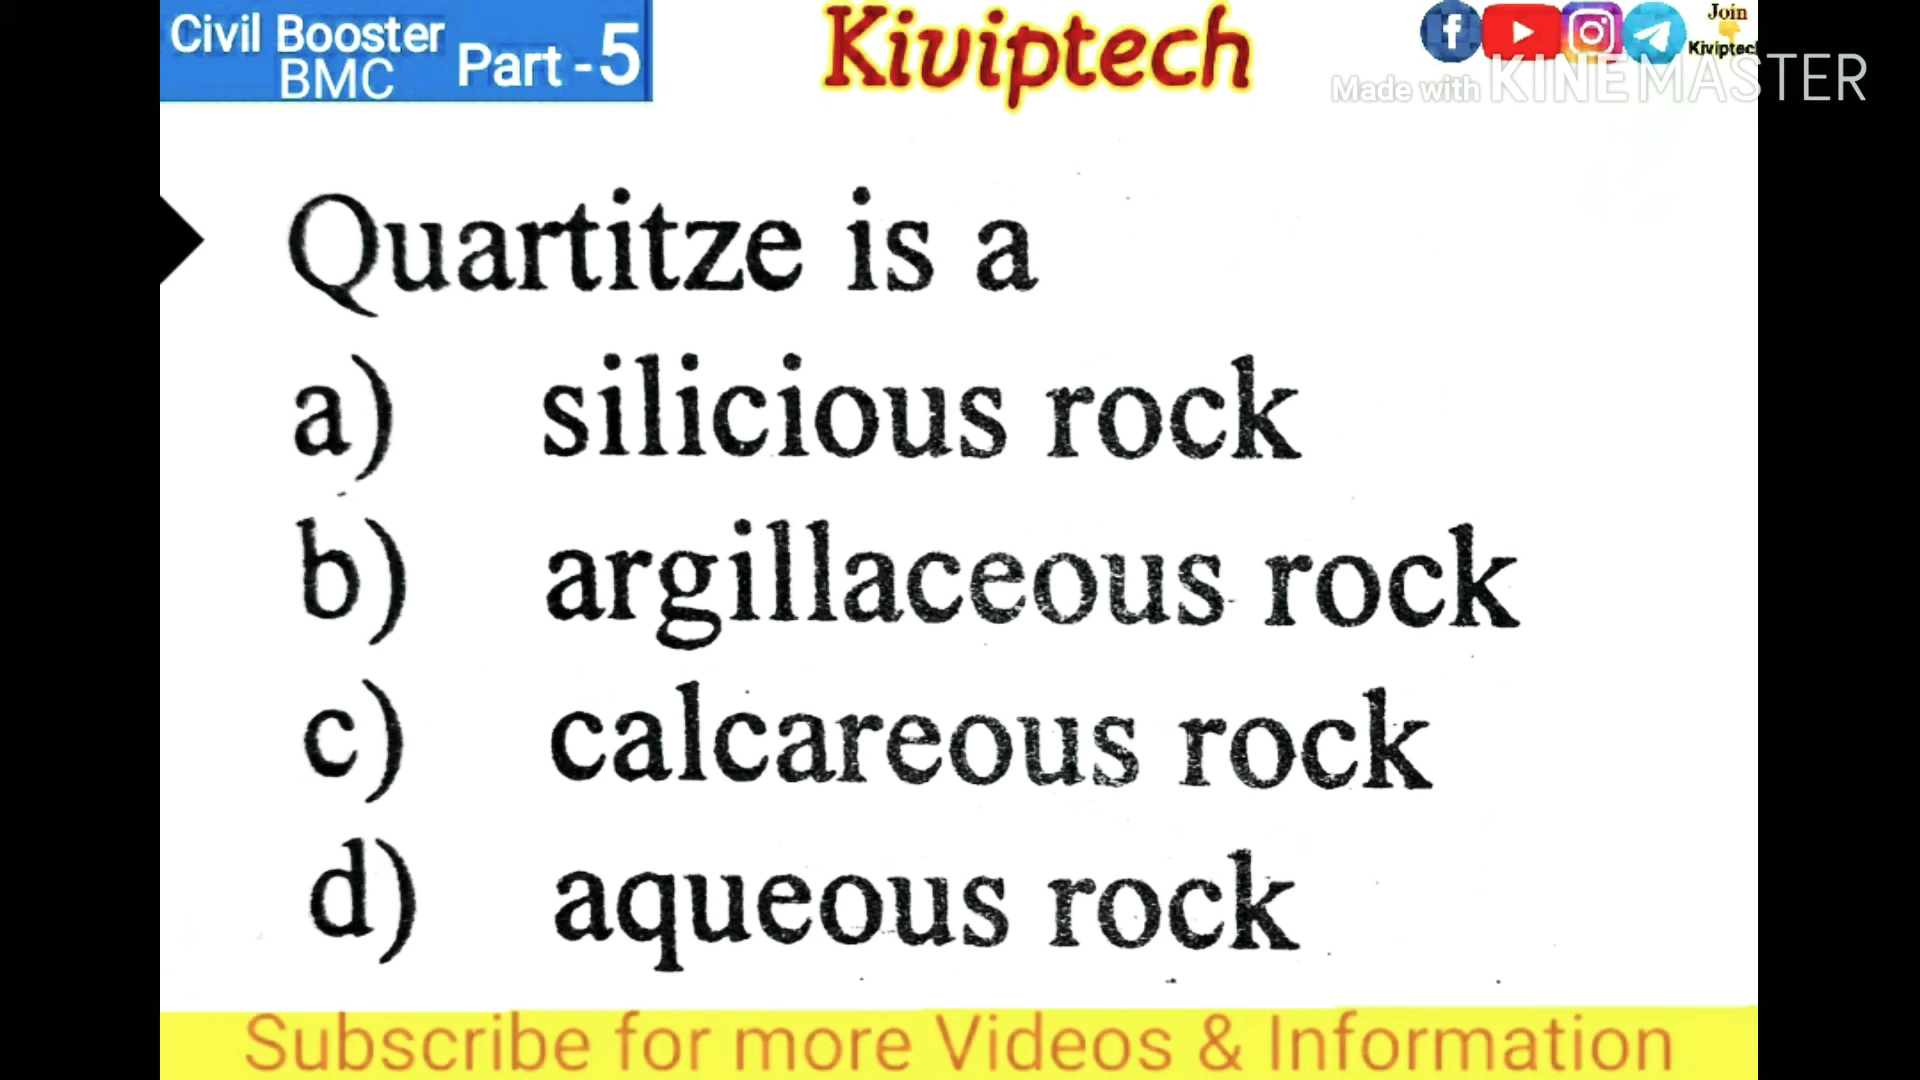 Civil Booster
BMC
Part - 5
Kiviptech
Join
Kiviptec
Made with KINEMASTER
Quartitze is a
a) silicious rock
b) argillaceous rock
c) calcareous rock
d) aqueous rock
Subscribe for more Videos & Information